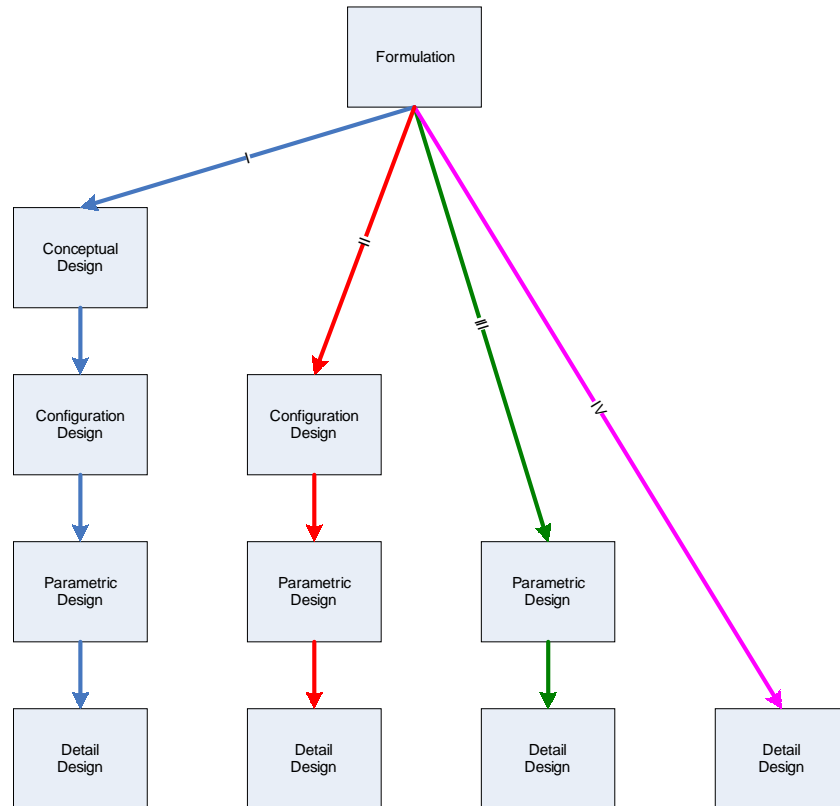 Formulation
I
Conceptual
Design
II
Configuration
Design
Configuration
Design
III
IV
Parametric
Design
Parametric
Design
Parametric
Design
Detail
Design
Detail
Design
Detail
Design
Detail
Design